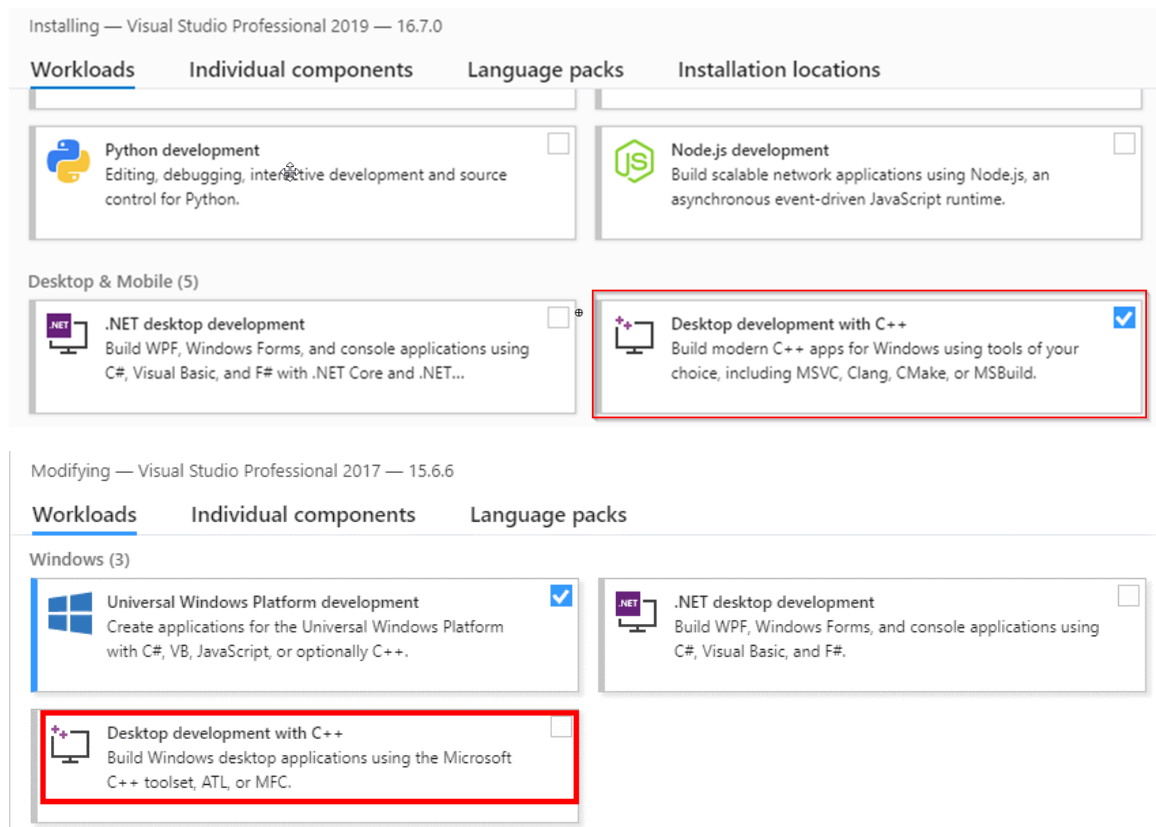 Installing — Visual Studio Professional 2019 — 16.7.0
Workloads Individual components Language packs Installation locations
Python development
Editing, debugging, interactive development and source
control for Python.
JS
Node.js development
Build scalable network applications using Node.js, an
asynchronous event-driven JavaScript runtime.
Desktop & Mobile (5)
.NET
.NET desktop development
Build WPF, Windows Forms, and console applications using
C#, Visual Basic, and F# with .NET Core and .NET...
Desktop development with C++
Build modern C++ apps for Windows using tools of your
choice, including MSVC, Clang, CMake, or MSBuild.
Modifying — Visual Studio Professional 2017 — 15.6.6
Workloads Individual components Language packs
Windows (3)
Universal Windows Platform development
Create applications for the Universal Windows Platform
with C#, VB, JavaScript, or optionally C++.
.NET
.NET desktop development
Build WPF, Windows Forms, and console applications using
C#, Visual Basic, and F#.
Desktop development with C++
Build Windows desktop applications using the Microsoft
C++ toolset, ATL, or MFC.